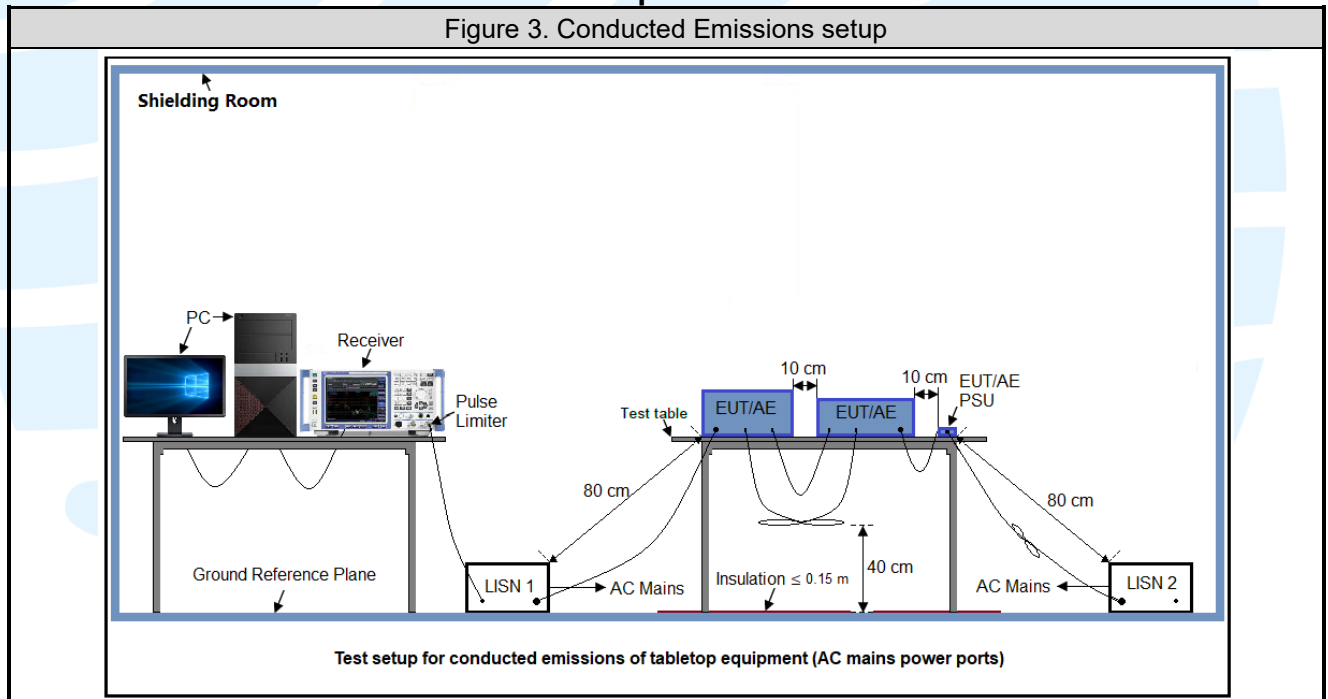 Figure 3. Conducted Emissions setup
Shielding Room
PC
Receiver
Pulse
Limiter
Test table
EUT/AE
10 cm
EUT/AE
10 cm
EUT/AE
PSU
80 cm
80 cm
40 cm
Ground Reference Plane
LISN 1
AC Mains
Insulation ≤ 0.15 m
AC Mains
LISN 2
Test setup for conducted emissions of tabletop equipment (AC mains power ports)